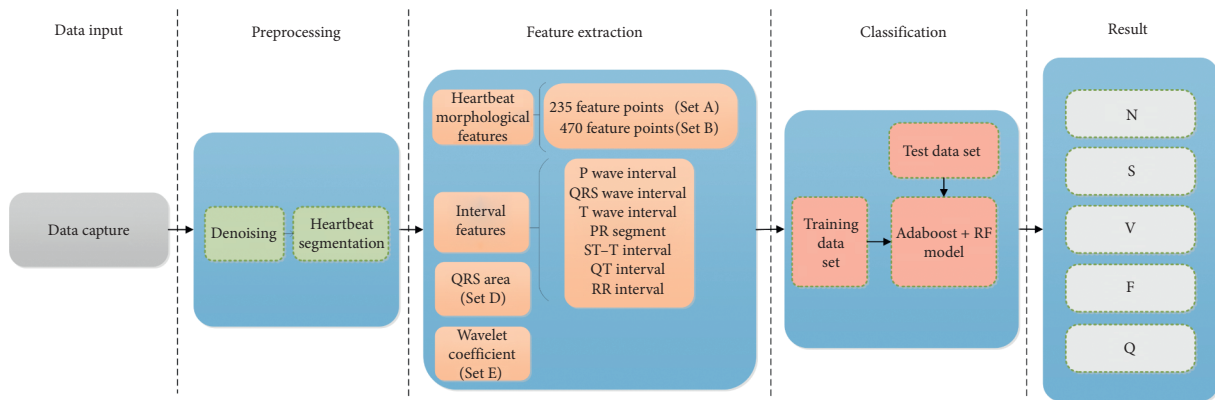 Data input
Preprocessing
Feature extraction
Classification
Result
Data capture
Denoising
Heartbeat
segmentation
Heartbeat
morphological
features
235 feature points (Set A)
470 feature points (Set B)
Interval
features
P wave interval
QRS wave interval
T wave interval
PR segment
ST–T interval
QT interval
RR interval
QRS area
(Set D)
Wavelet
coefficient
(Set E)
Test data set
Training
data
set
Adaboost + RF
model
N
S
V
F
Q